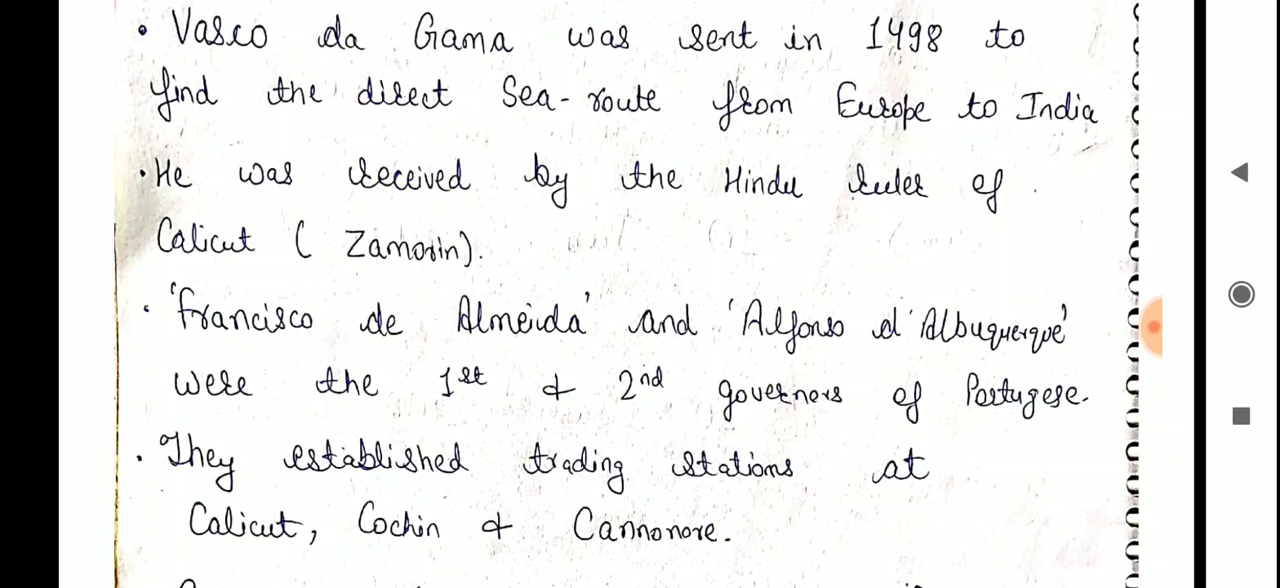 • Vasco da Gama was sent in 1498 to
find the direct Sea-route from Europe to India
• He was received by the Hindu ruler of
Calicut ( Zamorin).
• 'Francisco de Almeida' and 'Alfonso d'Albuquerque'
were the 1st & 2nd governors of Portugese.
• They established trading stations at
Calicut, Cochin & Cannonore.